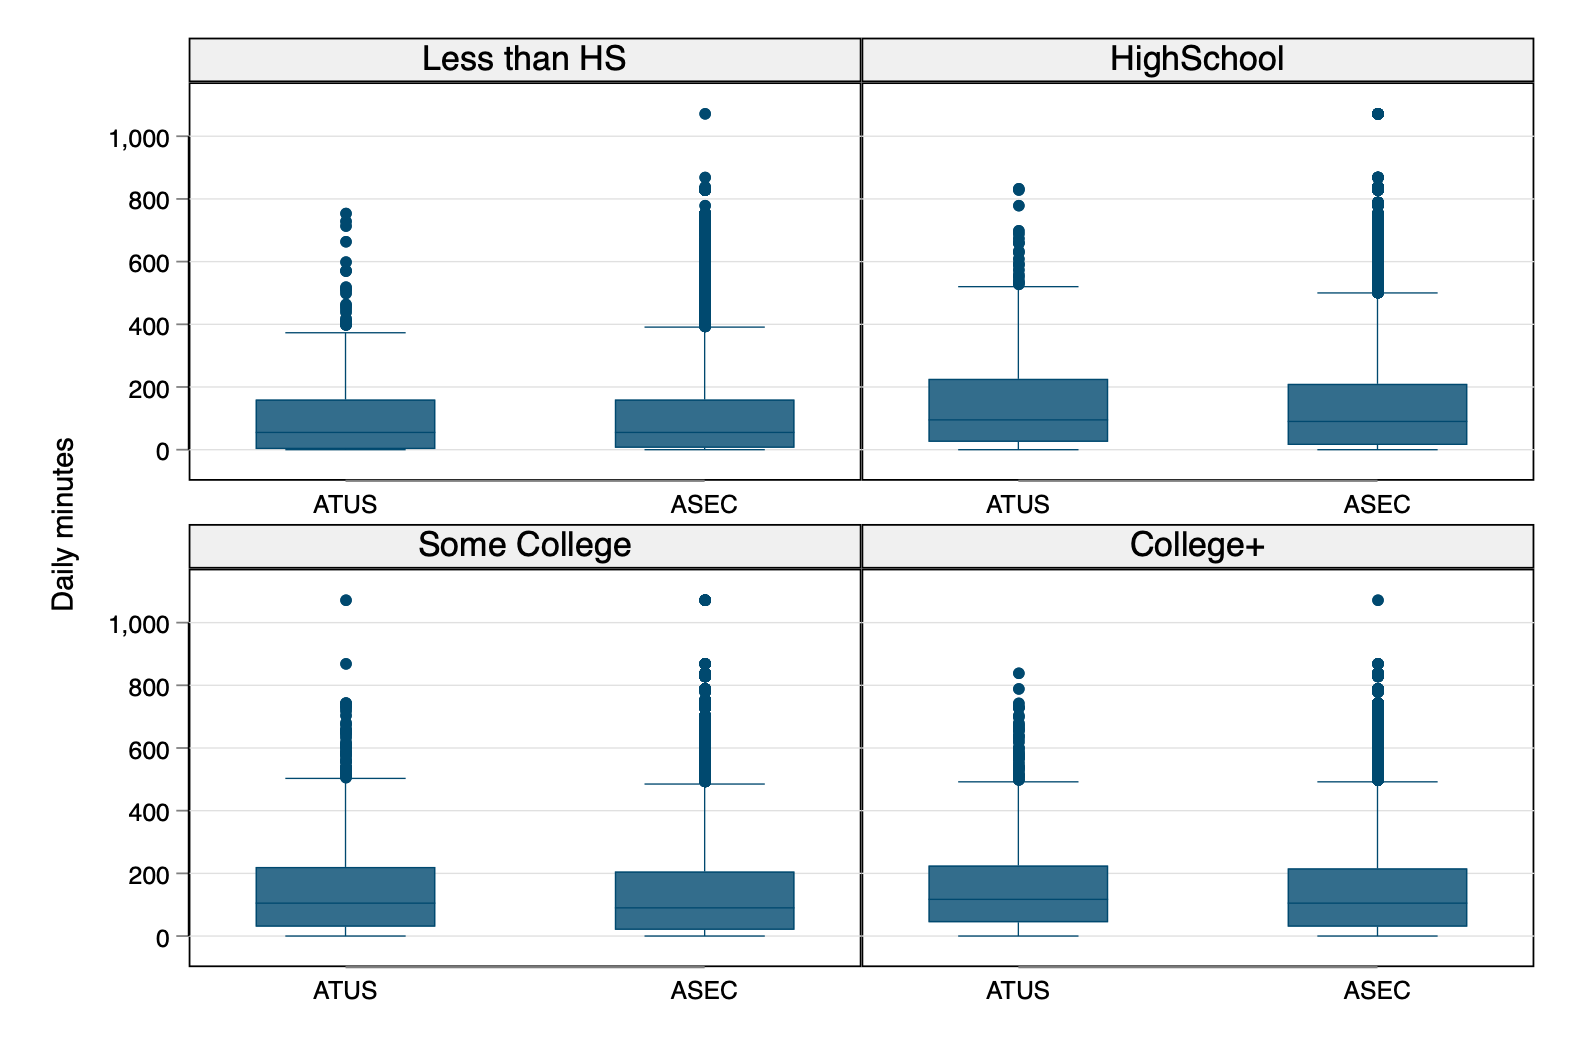 Less than HS
HighSchool
1,000
800
600
400
200
0
ATUS
ASEC
ATUS
ASEC
Daily minutes
Some College
College+
1,000
800
600
400
200
0
ATUS
ASEC
ATUS
ASEC